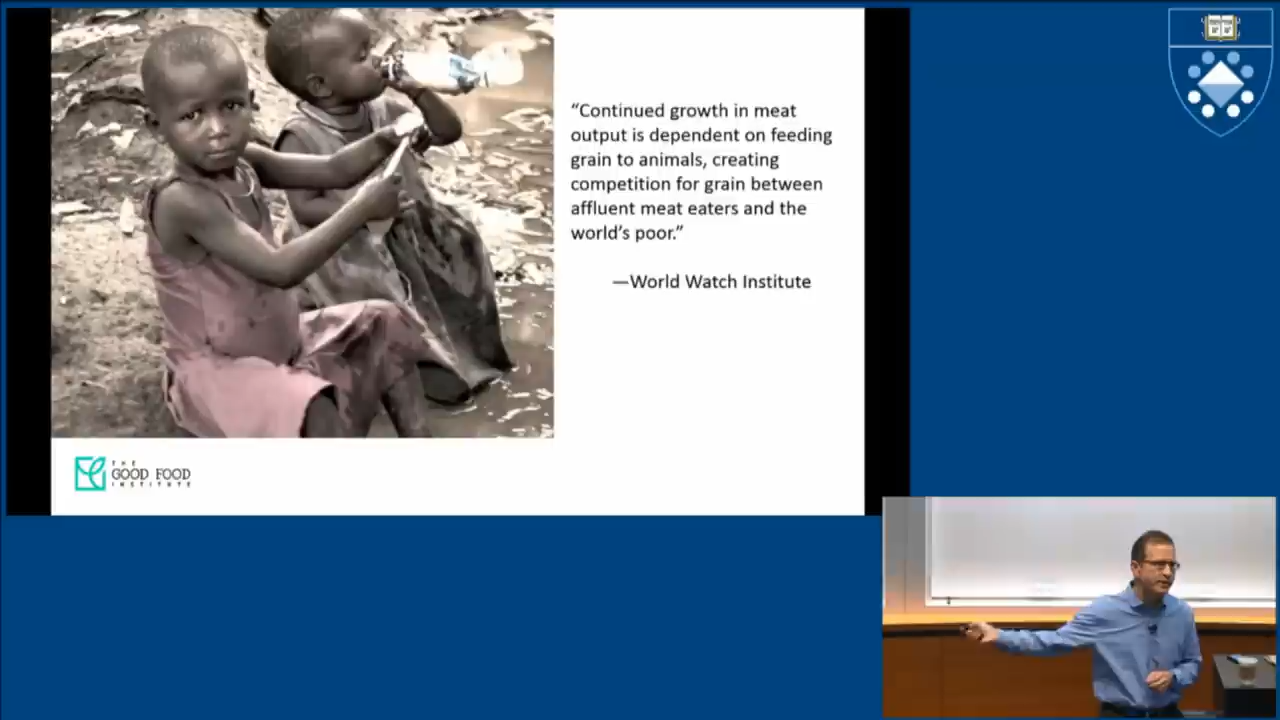 “Continued growth in meat
output is dependent on feeding
grain to animals, creating
competition for grain between
affluent meat eaters and the
world’s poor.”
—World Watch Institute
THE
GOOD FOOD
INSTITUTE